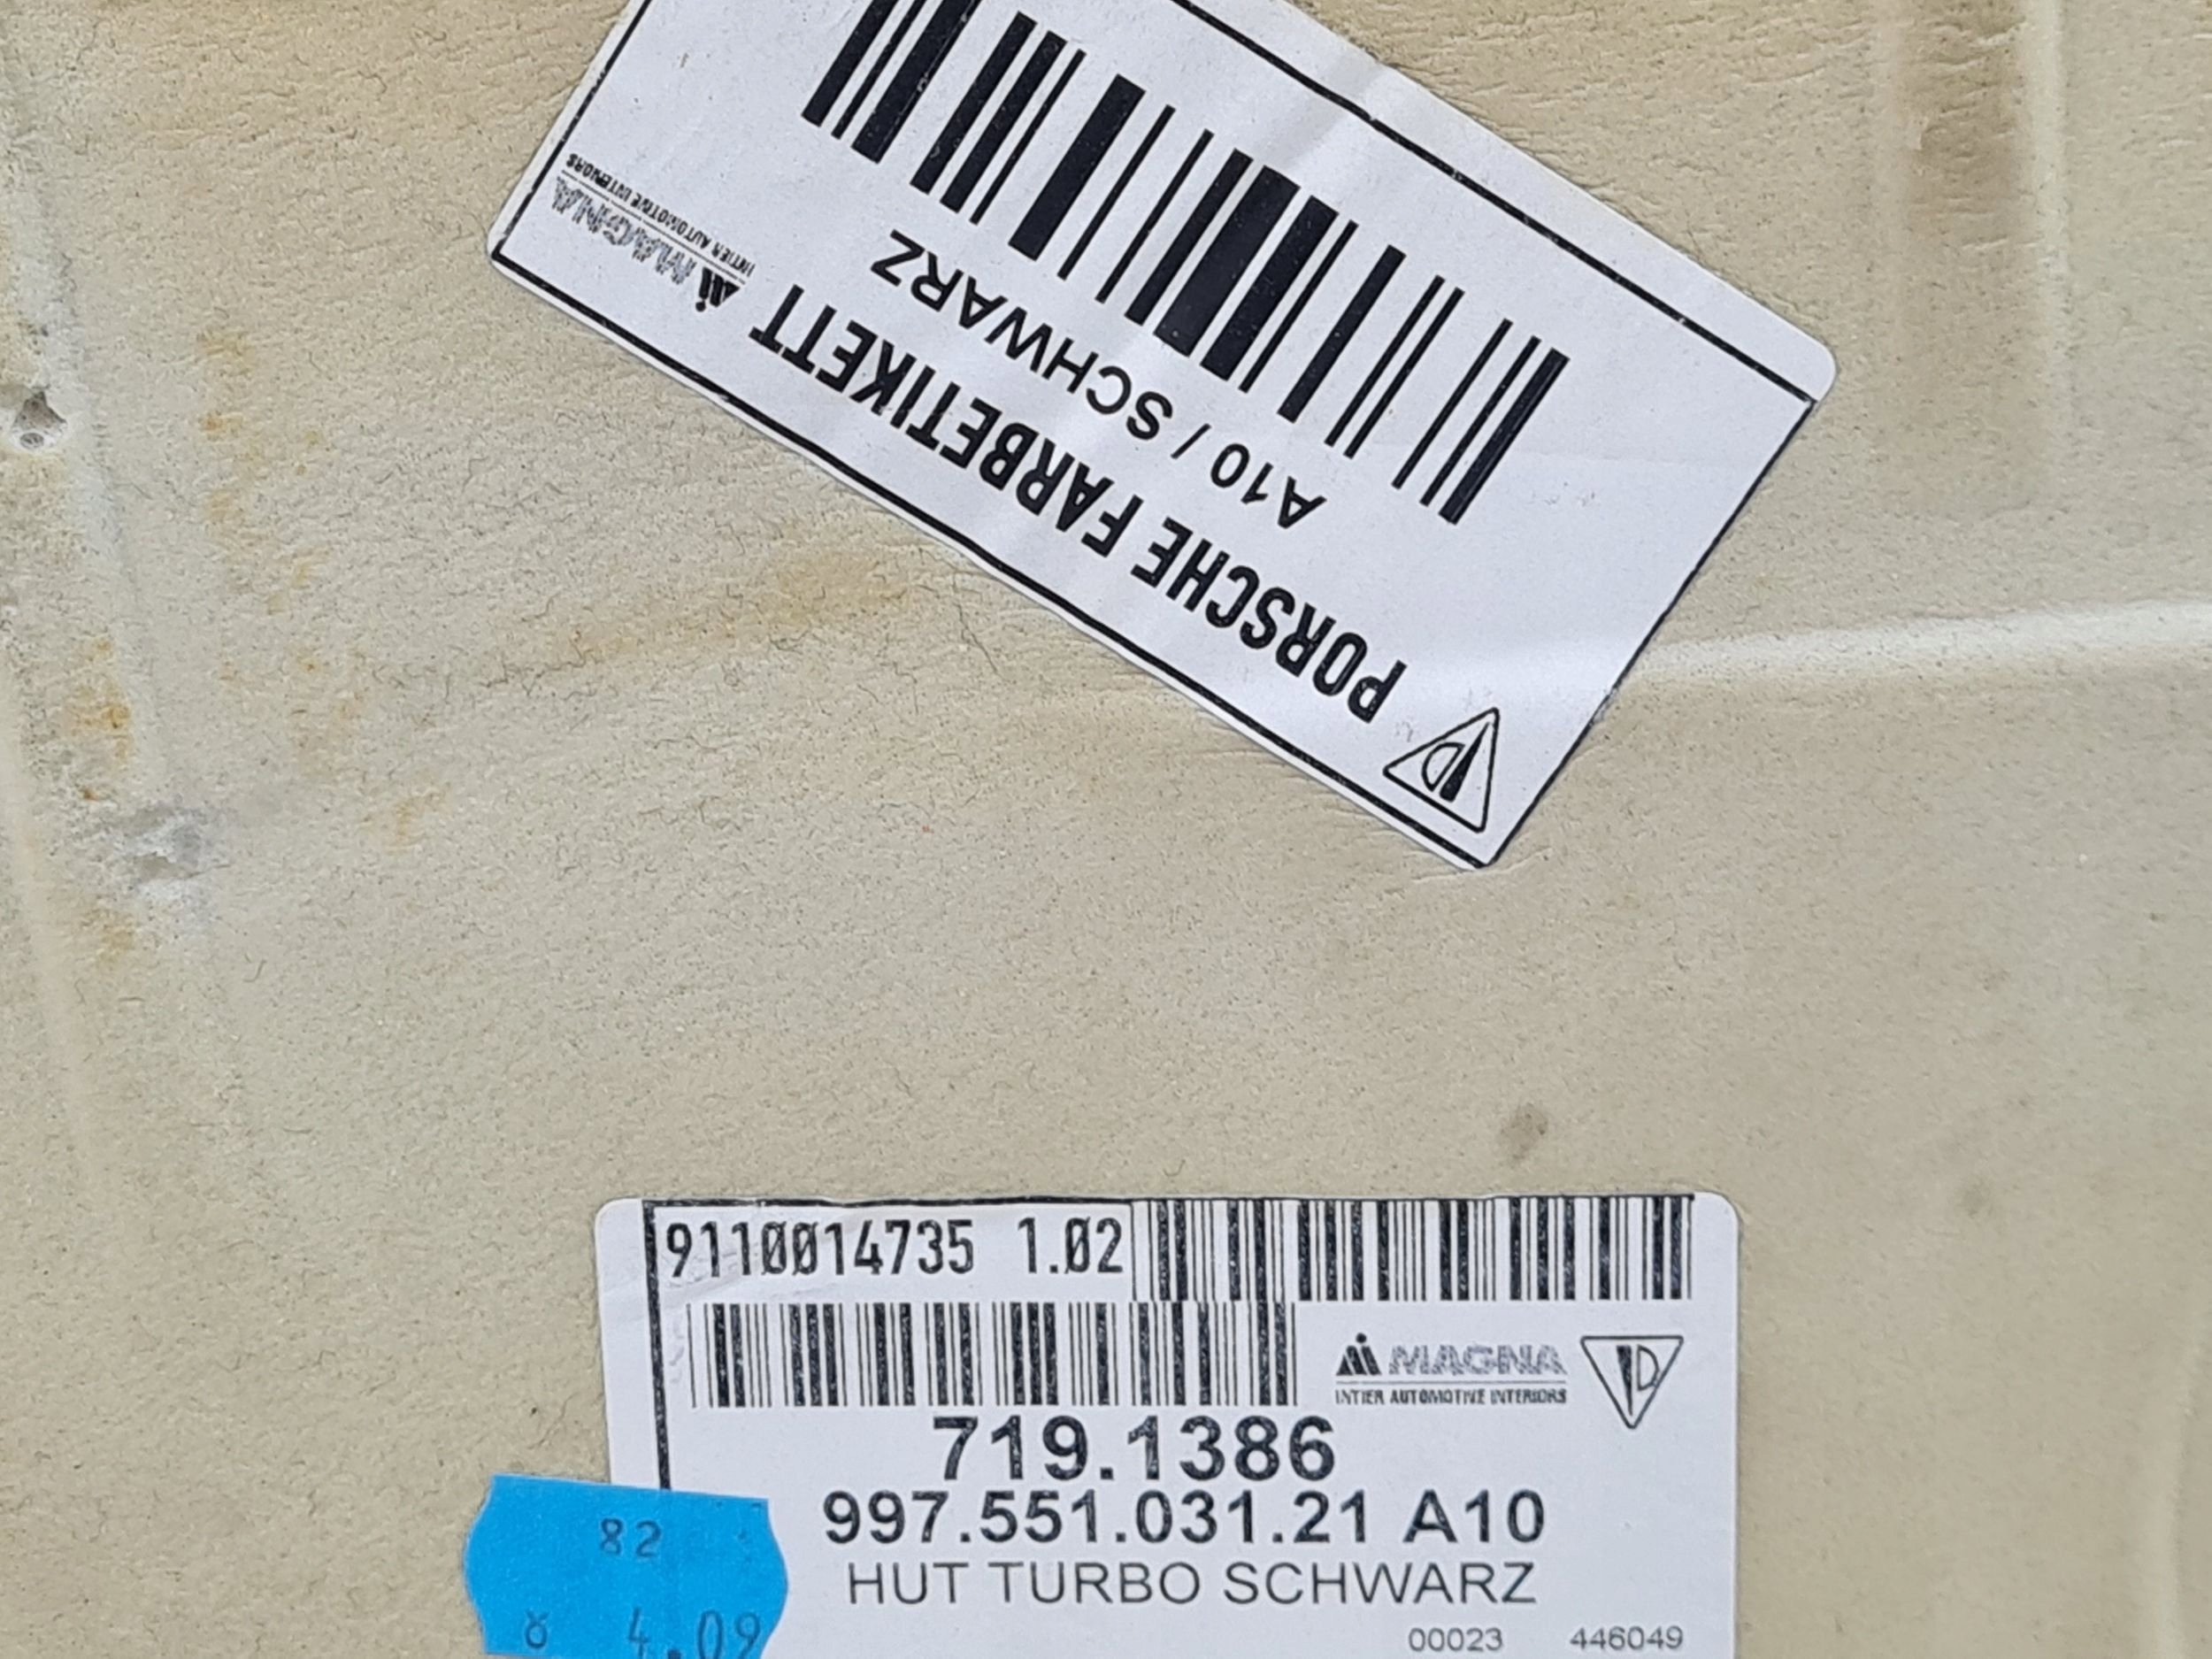 PORSCHE FARBETIKETT
MAGNA
INTIER AUTOMOTIVE INTERIORS
A10 / SCHWARZ
9110014735 1.02
MAGNA
INTIER AUTOMOTIVE INTERIORS
719.1386
997.551.031.21 A10
HUT TURBO SCHWARZ
00023 446049
82
4.09